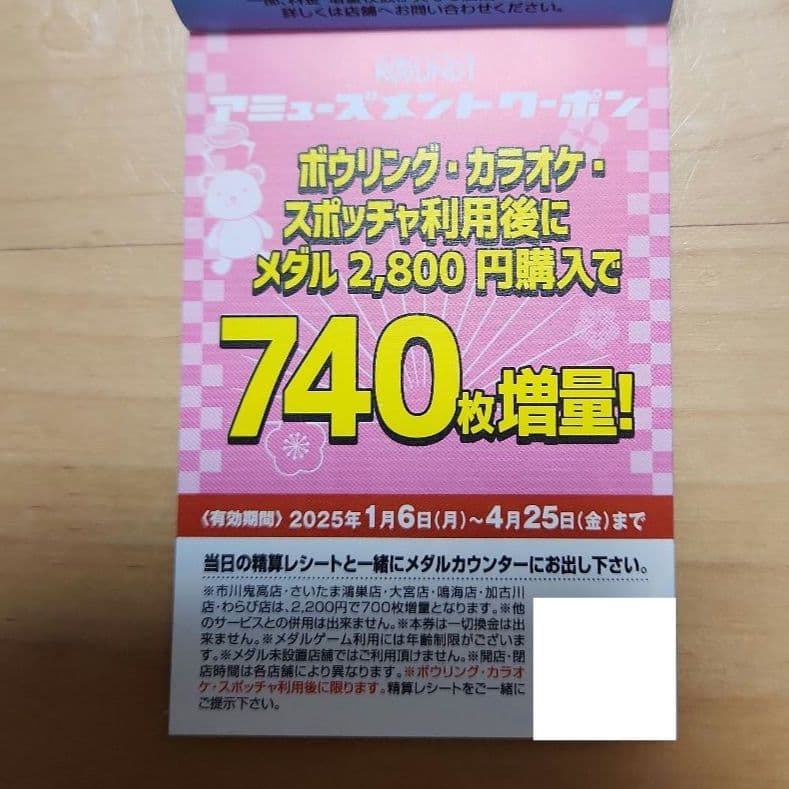 詳しくは店舗へお問い合わせください。
ROUND1
アミューズメントクーポン
ボウリング・カラオケ・
スポッチャ利用後に
メダル 2,800 円購入で
740枚増量!
〈有効期間〉2025年1月6日(月)〜4月25日(金)まで
当日の精算レシートと一緒にメダルカウンターにお出し下さい。
※市川鬼高店・さいたま鴻巣店・大宮店・鳴海店・加古川
店・わらび店は、2,200円で700枚増量となります。※他
のサービスとの併用は出来ません。※本券は一切換金は出
来ません。※メダルゲーム利用には年齢制限がございま
す。※メダル未設置店舗ではご利用頂けません。※開店・閉
店時間は各店舗により異なります。※ボウリング・カラオ
ケ・スポッチャ利用後に限ります。精算レシートをご一緒に
ご提示下さい。